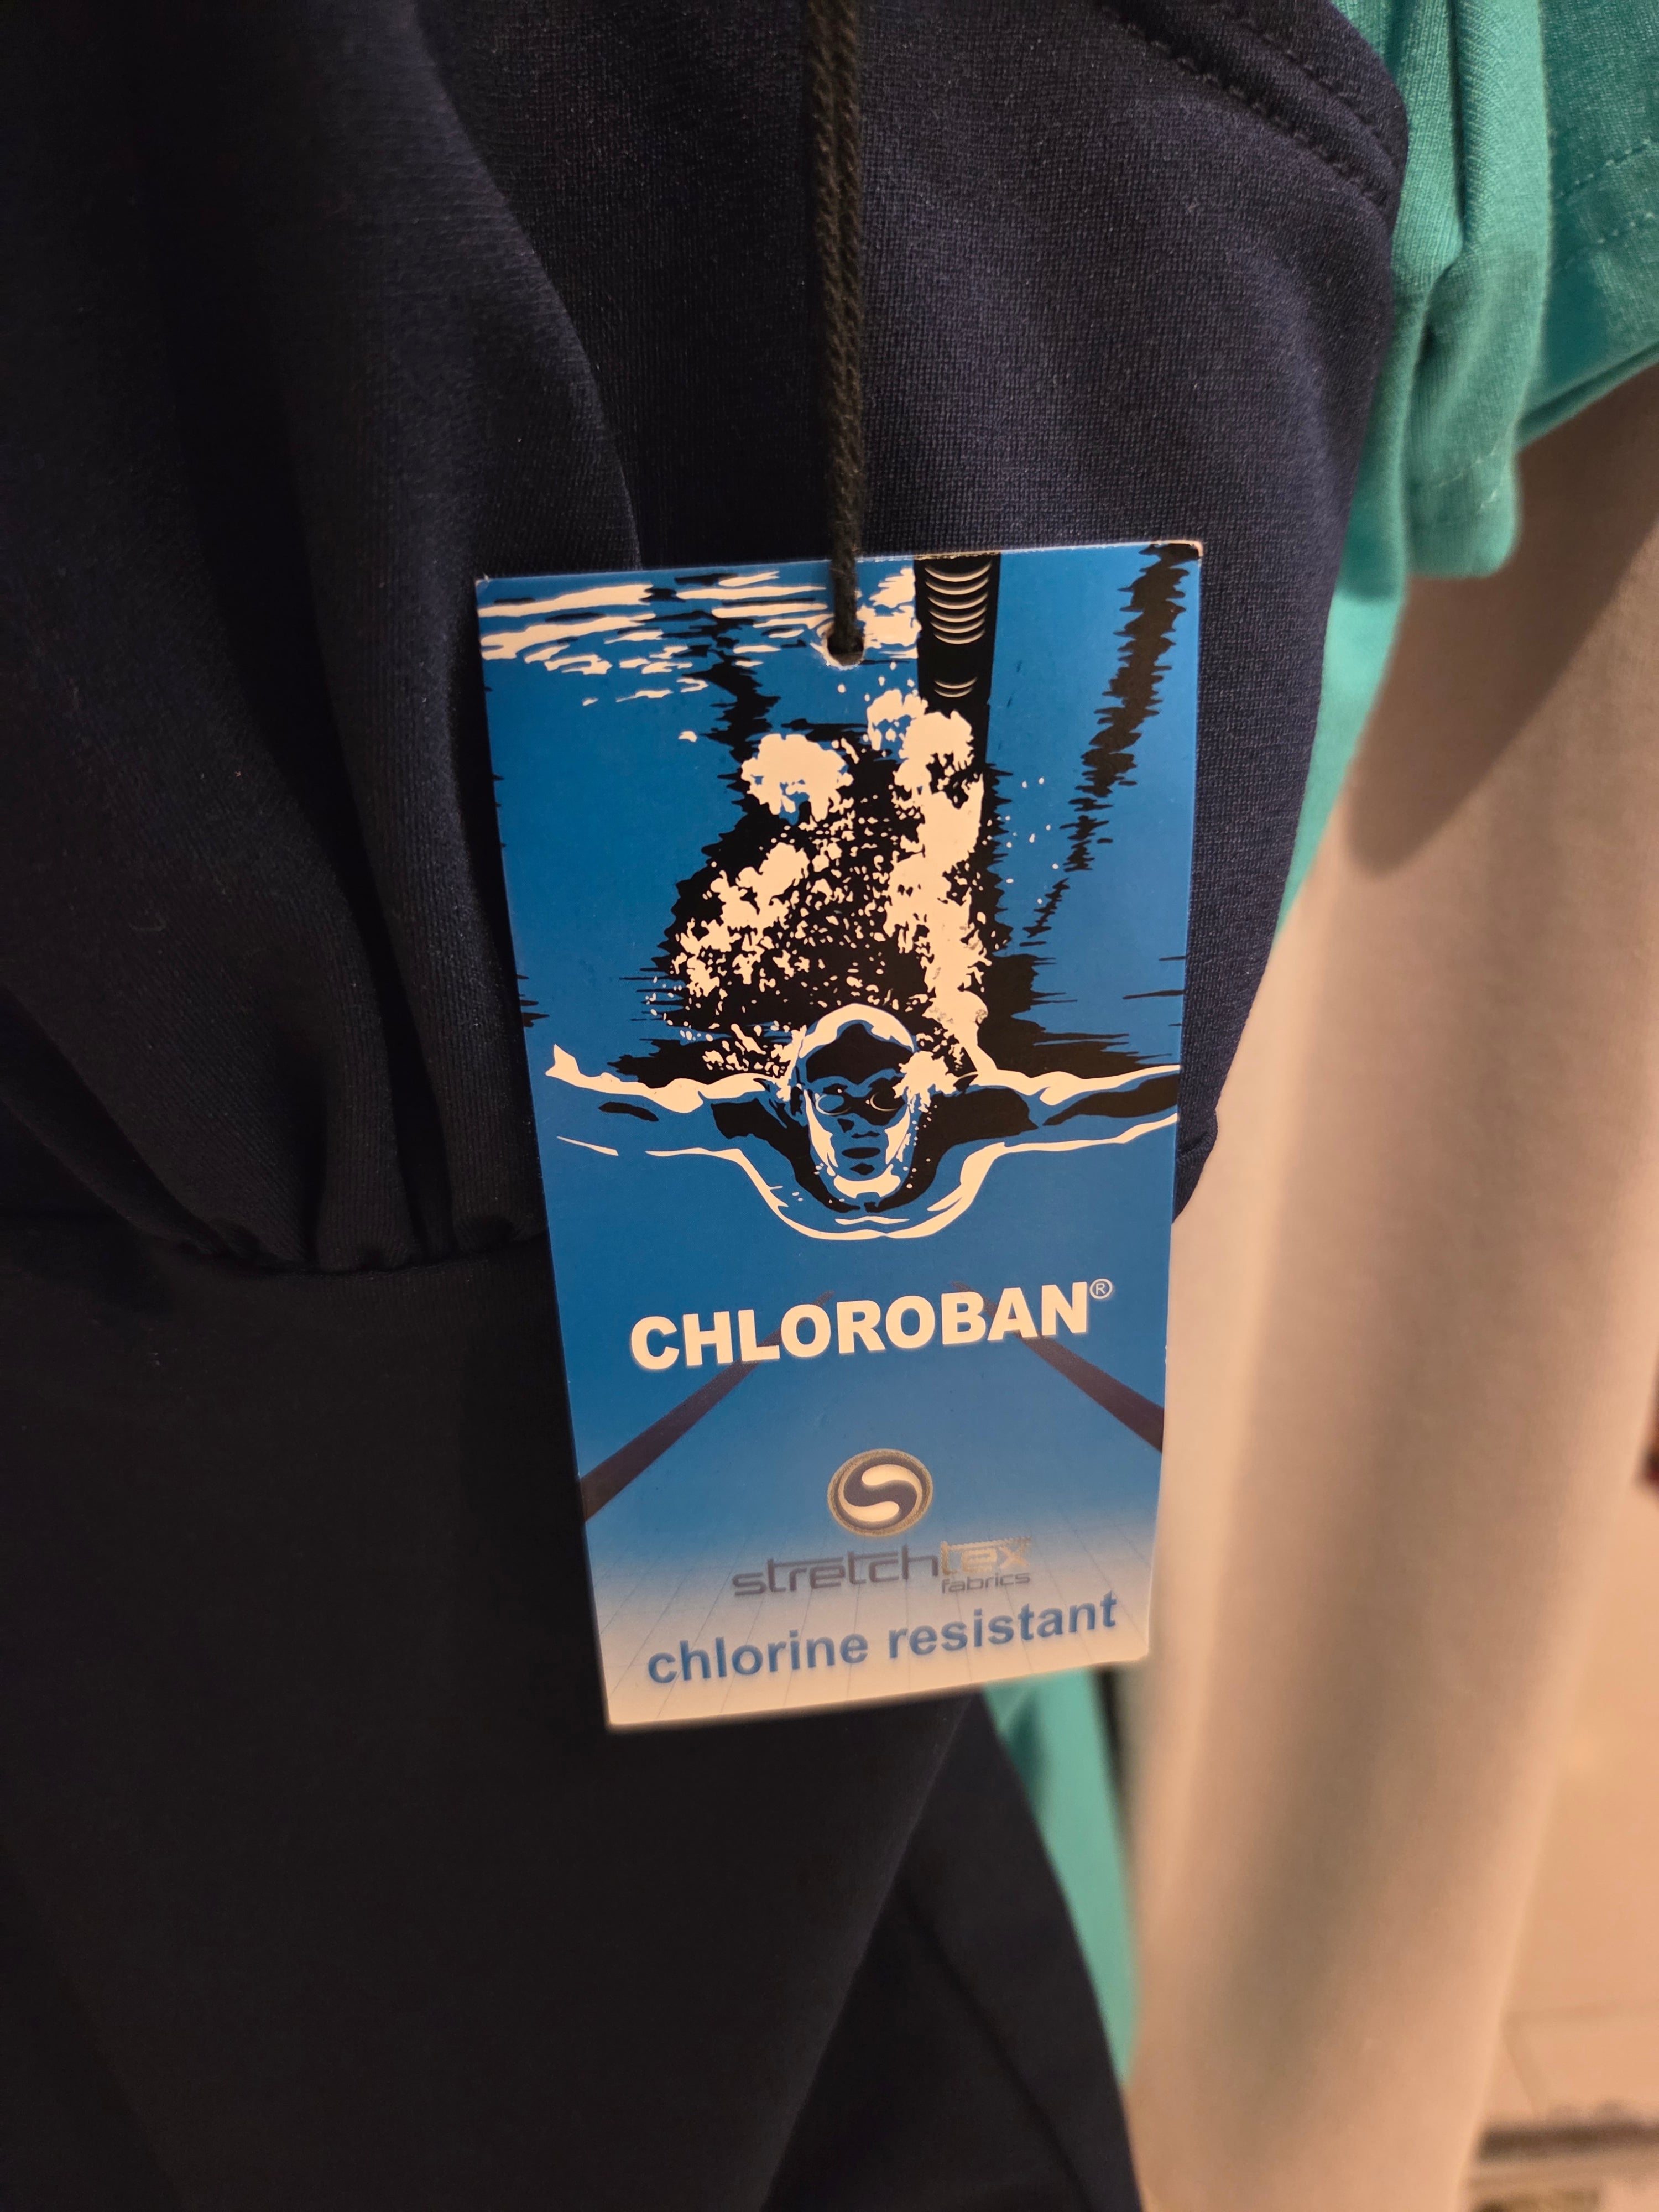 CHLOROBAN®
stretchtex
fabrics
chlorine resistant